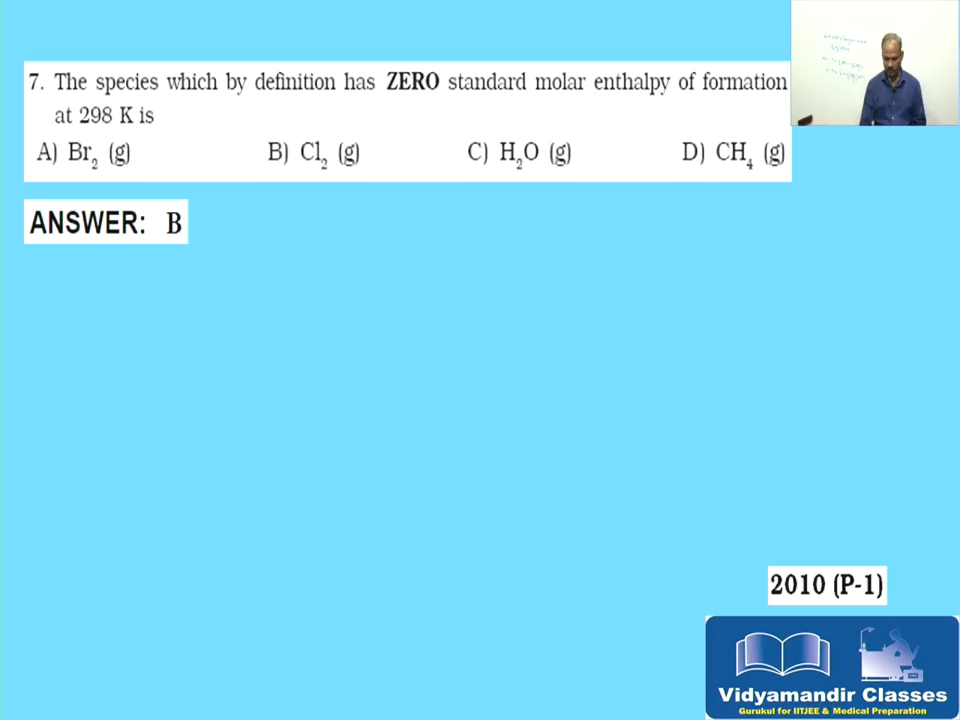 7. The species which by definition has ZERO standard molar enthalpy of formation
at 298 K is
A) Br₂ (g) B) Cl₂ (g) C) H₂O (g) D) CH₄ (g)
ANSWER: B
2010 (P-1)
Vidyamandir Classes
Gurukul for IITJEE & Medical Preparation